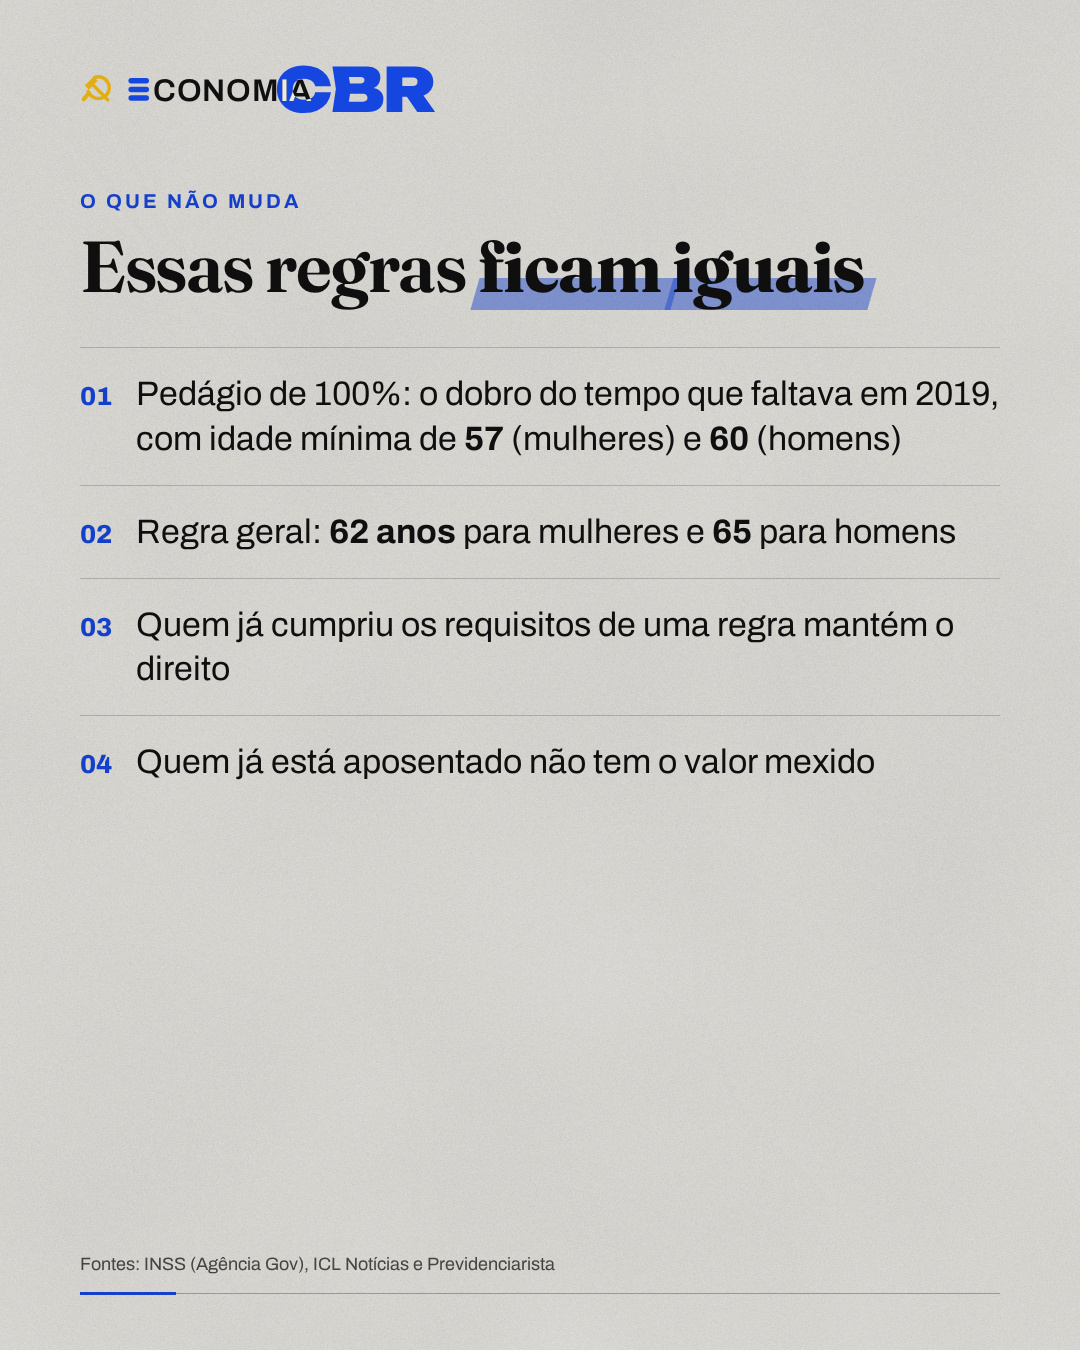 ECONOMIA CBR
O QUE NÃO MUDA
Essas regras ficam iguais
01 Pedágio de 100%: o dobro do tempo que faltava em 2019,
com idade mínima de 57 (mulheres) e 60 (homens)
02 Regra geral: 62 anos para mulheres e 65 para homens
03 Quem já cumpriu os requisitos de uma regra mantém o
direito
04 Quem já está aposentado não tem o valor mexido
Fontes: INSS (Agência Gov), ICL Notícias e Previdenciarista